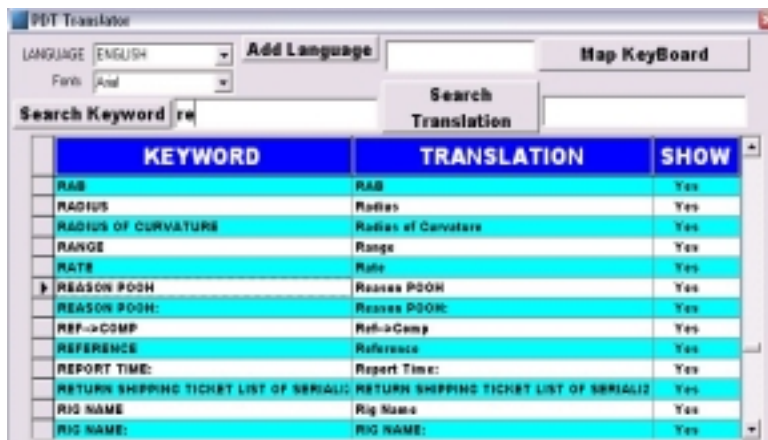 PDT Translator
LANGUAGE ENGLISH Add Language Map KeyBoard
Font: Arial
Search Keyword re Search Translation
KEYWORD TRANSLATION SHOW
RAB RAB Yes
RADIUS Radius Yes
RADIUS OF CURVATURE Radius of Curvature Yes
RANGE Range Yes
RATE Rate Yes
REASON POOH Reason POOH Yes
REASON POOH: Reason POOH: Yes
REF->COMP Ref->Comp Yes
REFERENCE Reference Yes
REPORT TIME: Report Time: Yes
RETURN SHIPPING TICKET LIST OF SERIALIZ RETURN SHIPPING TICKET LIST OF SERIALIZ Yes
RIG NAME Rig Name Yes
RIG NAME: RIG NAME: Yes